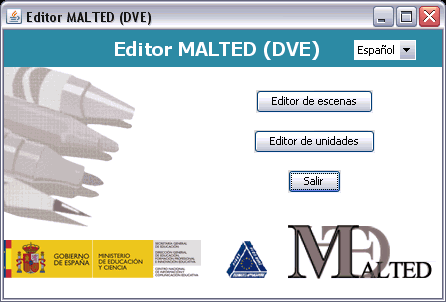 Editor MALTED (DVE)
Editor MALTED (DVE)
Español
Editor de escenas
Editor de unidades
Salir
GOBIERNO
DE ESPAÑA
MINISTERIO
DE EDUCACIÓN
Y CIENCIA
SECRETARÍA GENERAL
DE EDUCACIÓN
DIRECCIÓN GENERAL
DE EDUCACIÓN,
FORMACIÓN PROFESIONAL
E INNOVACIÓN EDUCATIVA
CENTRO NACIONAL
DE INFORMACIÓN Y
COMUNICACIÓN EDUCATIVA
MALTED